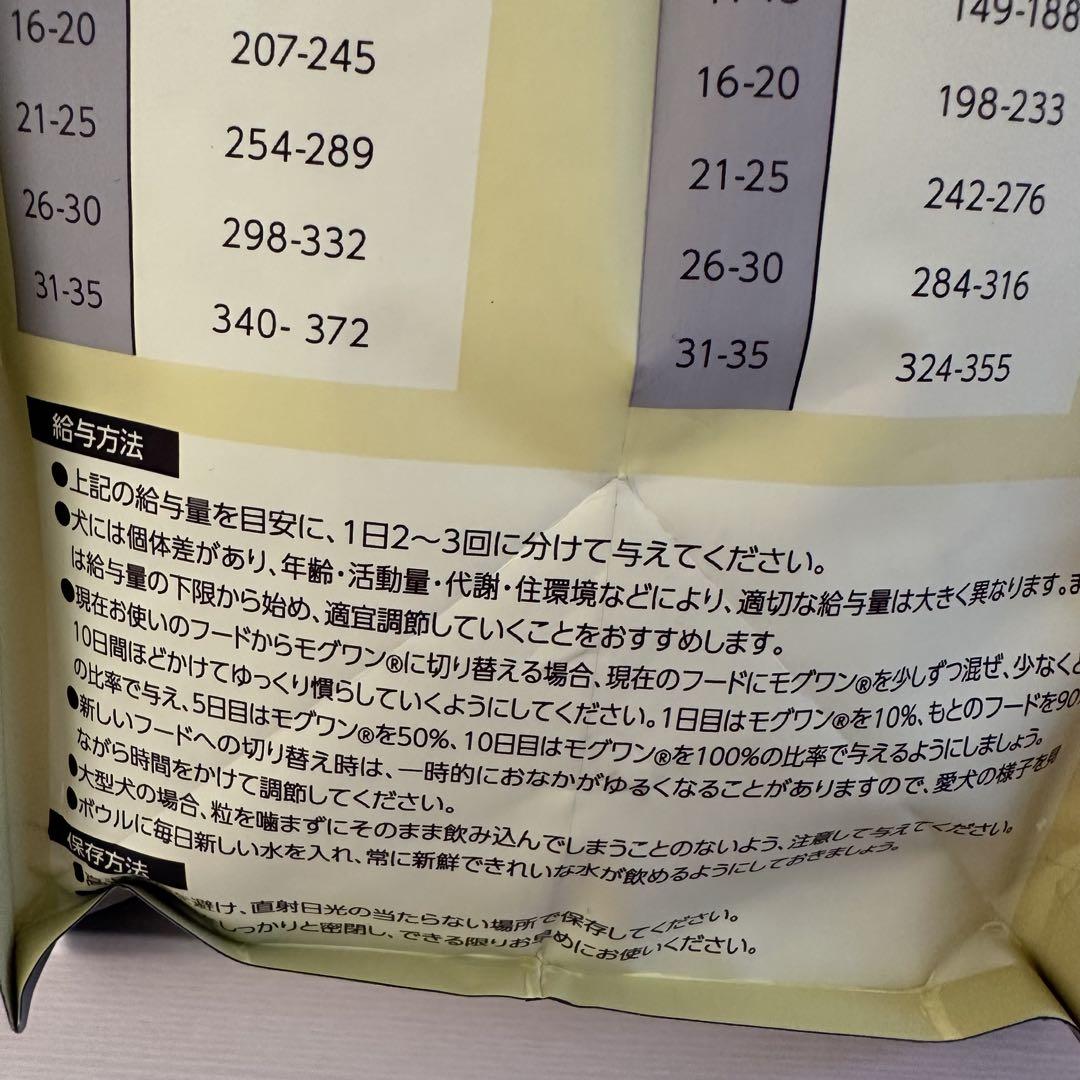 16-20 207-245
21-25 254-289
26-30 298-332
31-35 340- 372
149-188
16-20 198-233
21-25 242-276
26-30 284-316
31-35 324-355
給与方法
●上記の給与量を目安に、1日2～3回に分けて与えてください。
●犬には個体差があり、年齢・活動量・代謝・住環境などにより、適切な給与量は大きく異なります。
は給与量の下限から始め、適宜調節していくことをおすすめします。
●現在お使いのフードからモグワン®に切り替える場合、現在のフードにモグワン®を少しずつ混ぜ、少なくと
10日間ほどかけてゆっくり慣らしていくようにしてください。1日目はモグワン®を10%、もとのフードを90
の比率で与え、5日目はモグワン®を50%、10日目はモグワン®を100%の比率で与えるようにしましょう。
●新しいフードへの切り替え時は、一時的におなかがゆるくなることがありますので、愛犬の様子を見
ながら時間をかけて調節してください。
●大型犬の場合、粒を噛まずにそのまま飲み込んでしまうことのないよう、注意して与えてください。
●ボウルに毎日新しい水を入れ、常に新鮮できれいな水が飲めるようにしておきましょう。
保存方法
避け、直射日光の当たらない場所で保存してください。
しっかりと密閉し、できる限りお早めにお使いください。